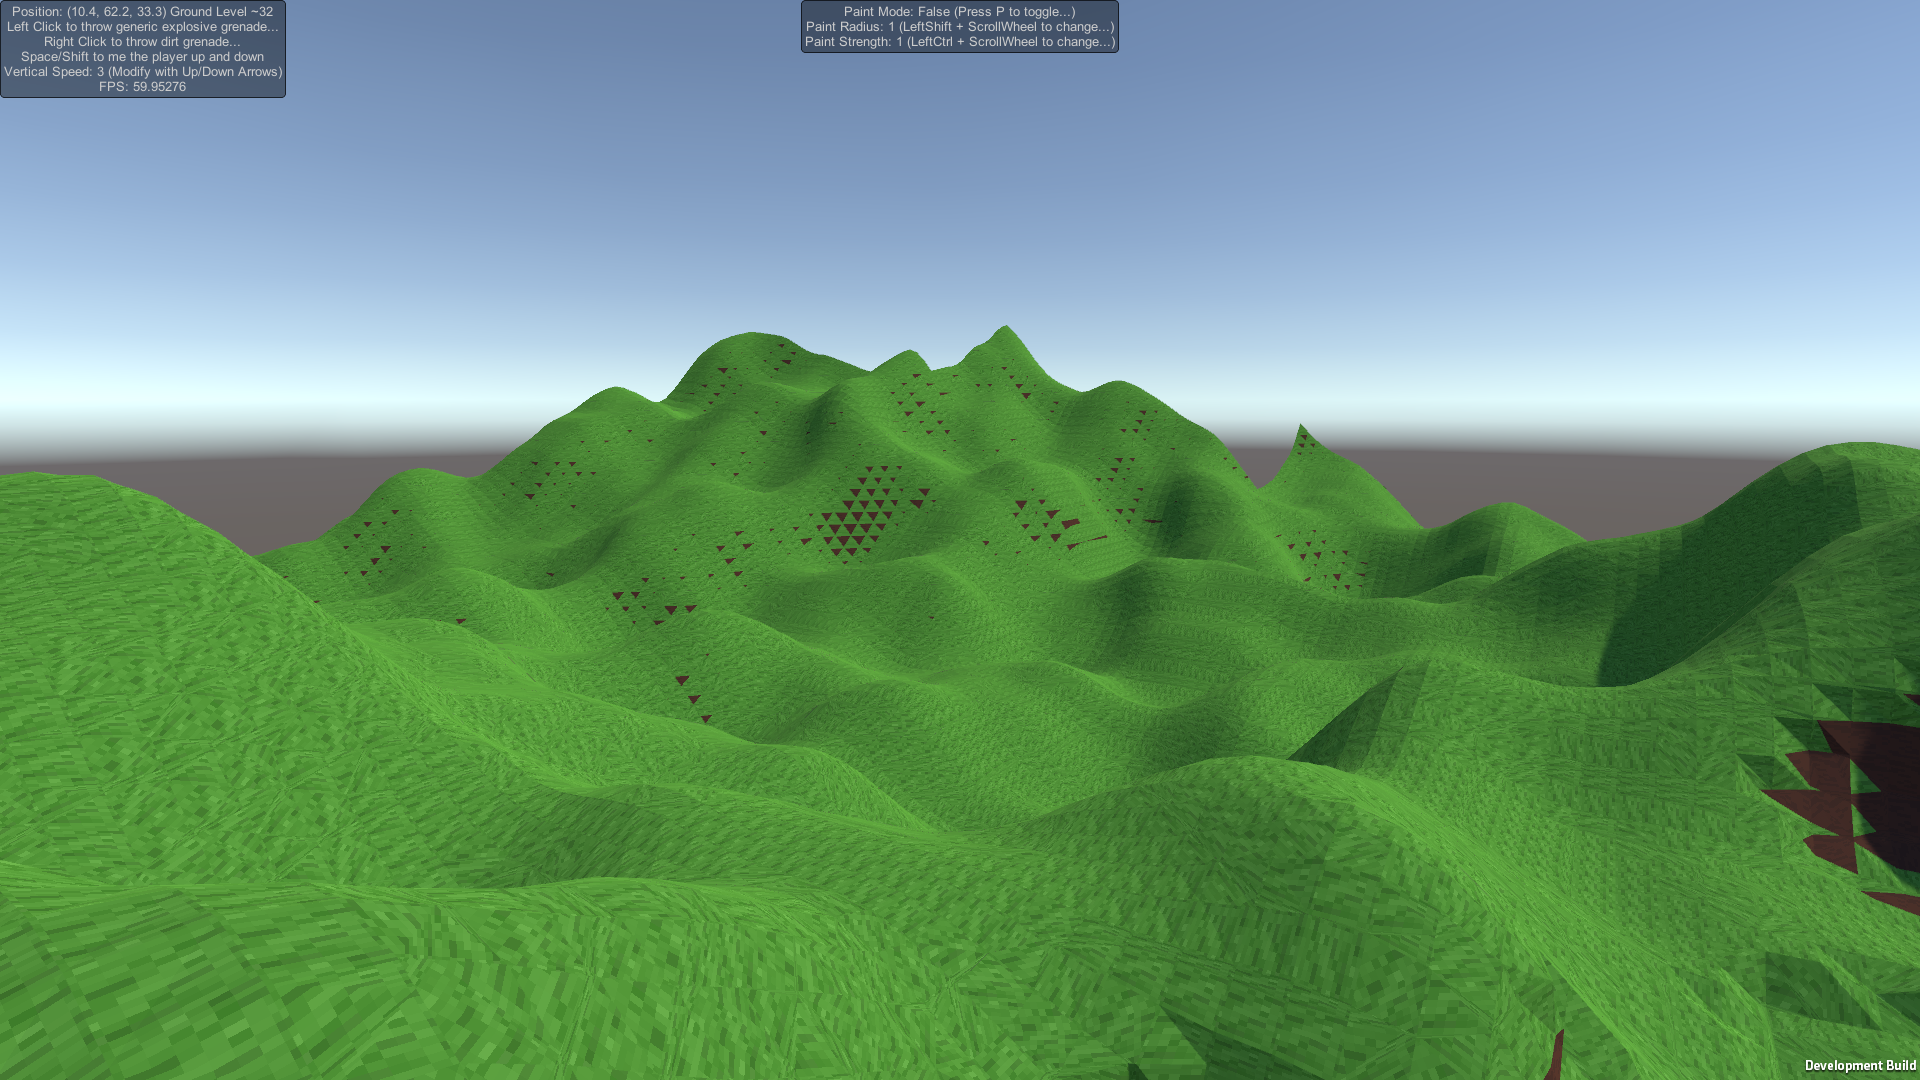 Position: (10.4, 62.2, 33.3) Ground Level ~32
Left Click to throw generic explosive grenade...
Right Click to throw dirt grenade...
Space/Shift to me the player up and down
Vertical Speed: 3 (Modify with Up/Down Arrows)
FPS: 59.95276
Paint Mode: False (Press P to toggle...)
Paint Radius: 1 (LeftShift + ScrollWheel to change...)
Paint Strength: 1 (LeftCtrl + ScrollWheel to change...)
Development Build